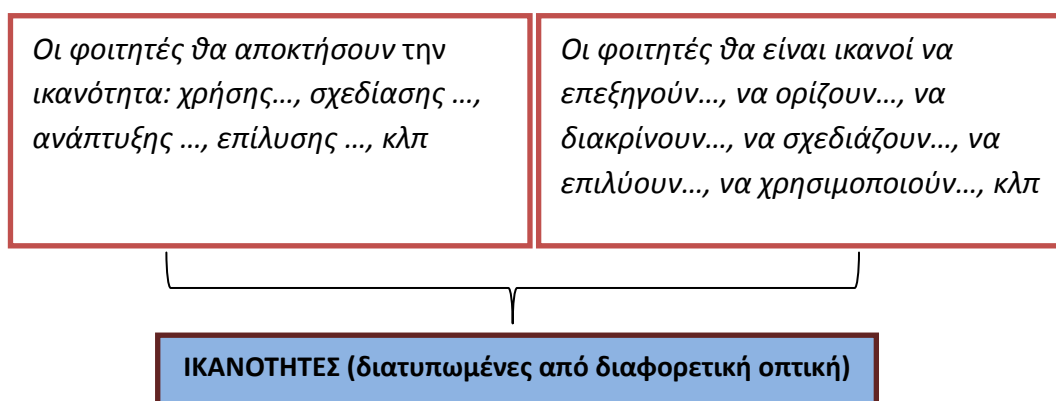 Οι φοιτητές θα αποκτήσουν την
ικανότητα: χρήσης…, σχεδίασης …,
ανάπτυξης …, επίλυσης …, κλπ
Οι φοιτητές θα είναι ικανοί να
επεξηγούν…, να ορίζουν…, να
διακρίνουν…, να σχεδιάζουν…, να
επιλύουν…, να χρησιμοποιούν…, κλπ
ΙΚΑΝΟΤΗΤΕΣ (διατυπωμένες από διαφορετική οπτική)